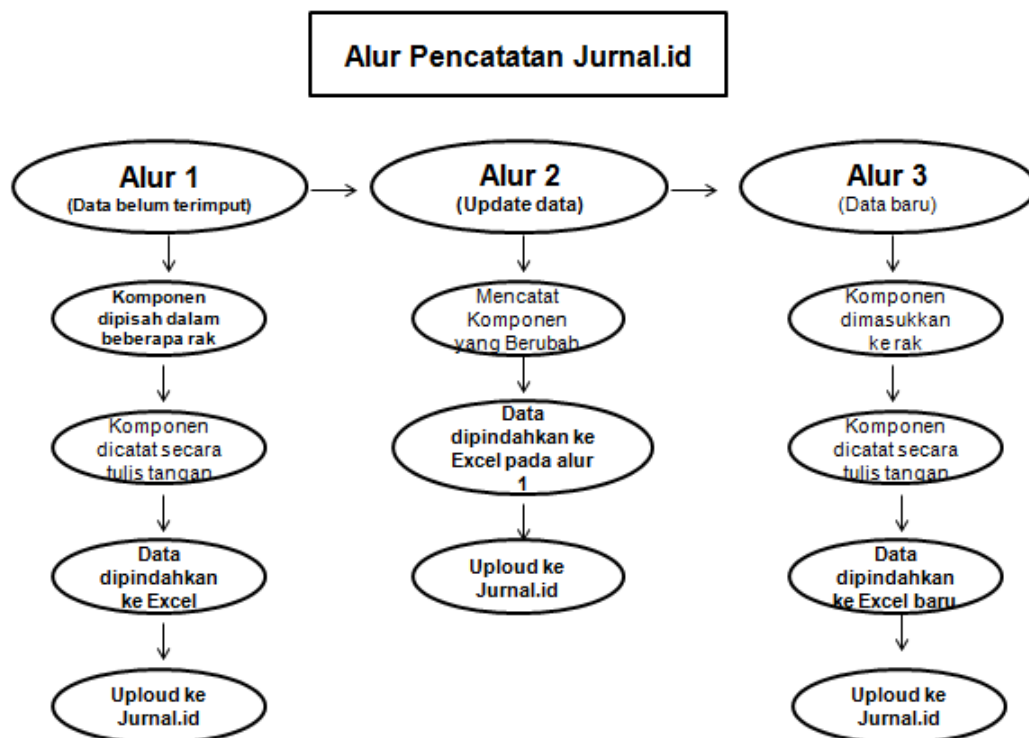 Alur Pencatatan Jurnal.id
Alur 1
(Data belum terimput)
Alur 2
(Update data)
Alur 3
(Data baru)
Komponen
dipisah dalam
beberapa rak
Mencatat
Komponen
yang Berubah
Komponen
dimasukkan
ke rak
Komponen
dicatat secara
tulis tangan
Data
dipindahkan ke
Excel pada alur
1
Komponen
dicatat secara
tulis tangan
Data
dipindahkan
ke Excel
Uploud ke
Jurnal.id
Data
dipindahkan
ke Excel baru
Uploud ke
Jurnal.id
Uploud ke
Jurnal.id